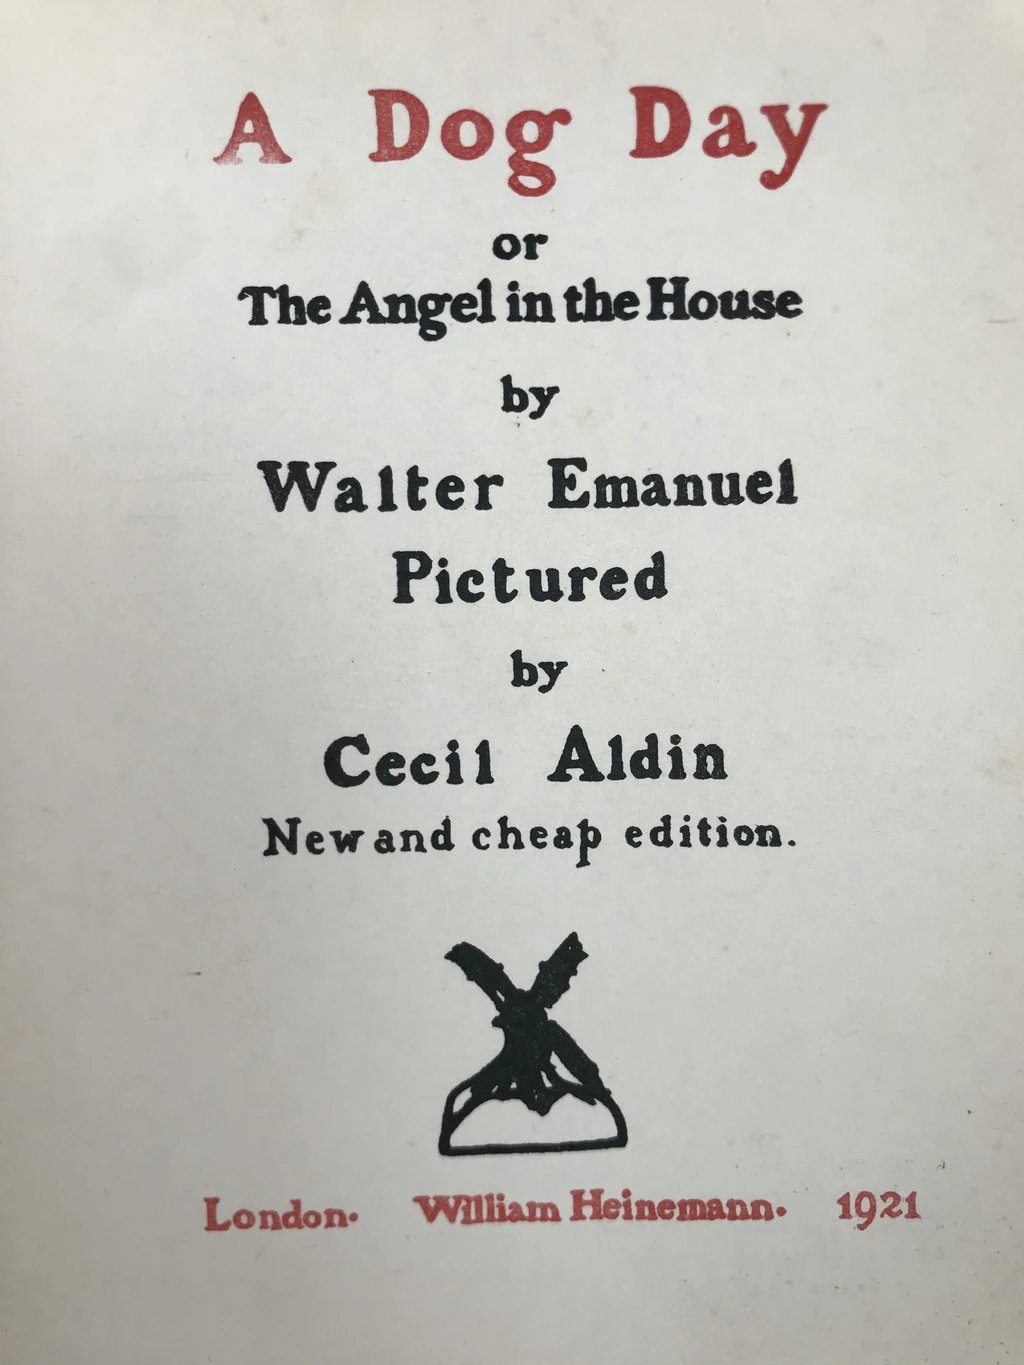 A Dog Day
or
The Angel in the House
by
Walter Emanuel
Pictured
by
Cecil Aldin
New and cheap edition.
London. William Heinemann. 1921